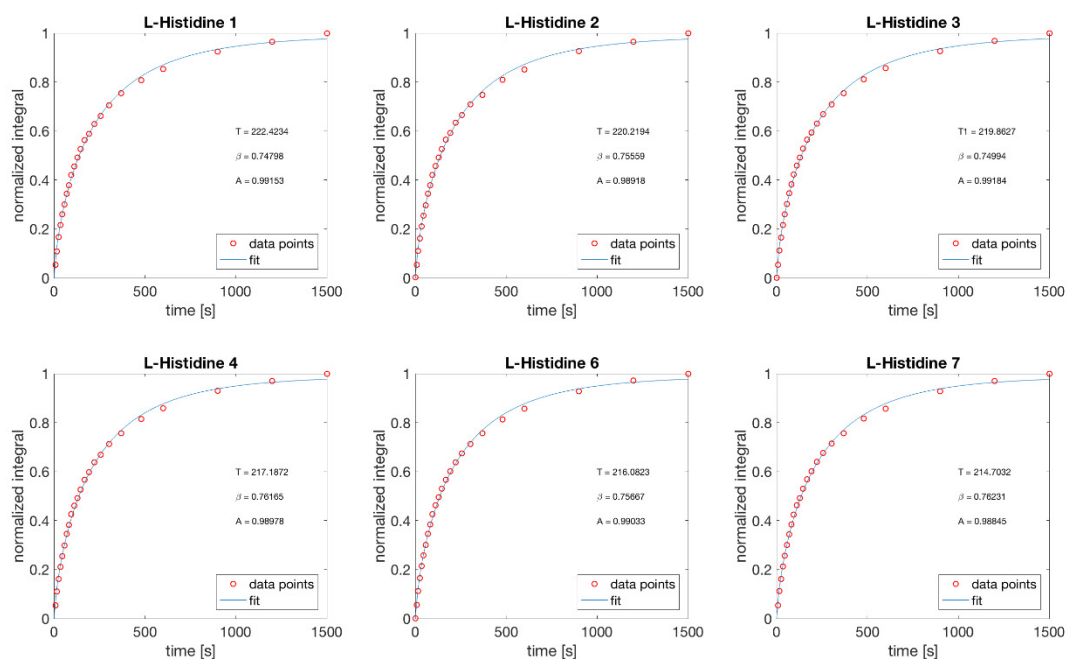 L-Histidine 1
normalized integral
1
0.8
0.6
0.4
0.2
0
T = 222.4234
β = 0.74798
A = 0.99153
data points
fit
0 500 1000 1500
time [s]
L-Histidine 2
normalized integral
1
0.8
0.6
0.4
0.2
0
T = 220.2194
β = 0.75559
A = 0.98918
data points
fit
0 500 1000 1500
time [s]
L-Histidine 3
normalized integral
1
0.8
0.6
0.4
0.2
0
T1 = 219.8627
β = 0.74994
A = 0.99184
data points
fit
0 500 1000 1500
time [s]
L-Histidine 4
normalized integral
1
0.8
0.6
0.4
0.2
0
T = 217.1872
β = 0.76165
A = 0.98978
data points
fit
0 500 1000 1500
time [s]
L-Histidine 6
normalized integral
1
0.8
0.6
0.4
0.2
0
T = 216.0823
β = 0.75667
A = 0.99033
data points
fit
0 500 1000 1500
time [s]
L-Histidine 7
normalized integral
1
0.8
0.6
0.4
0.2
0
T = 214.7032
β = 0.76231
A = 0.98845
data points
fit
0 500 1000 1500
time [s]